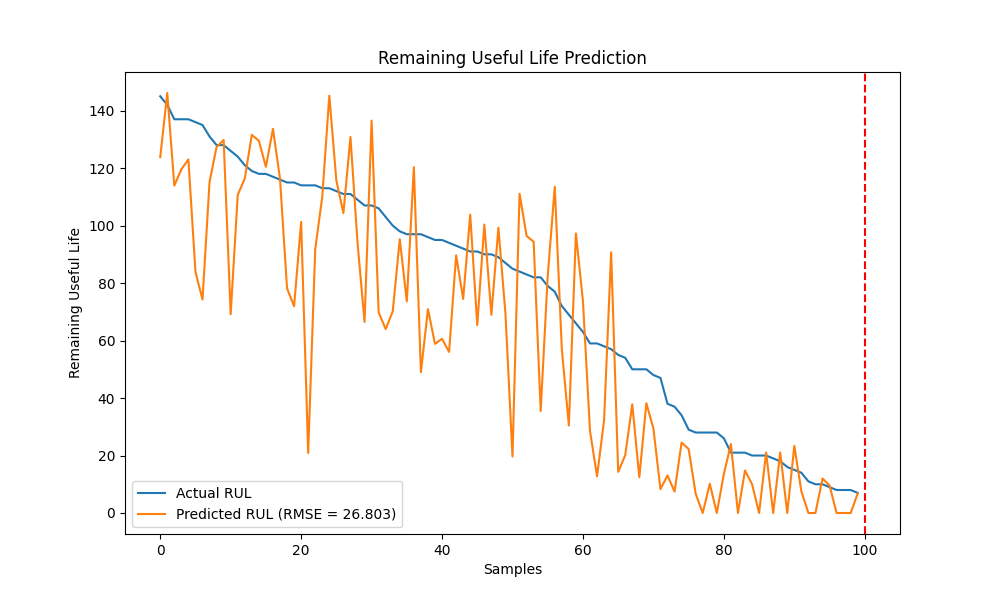 Remaining Useful Life Prediction
Remaining Useful Life
140
120
100
80
60
40
20
0
Actual RUL
Predicted RUL (RMSE = 26.803)
0 20 40 60 80 100
Samples